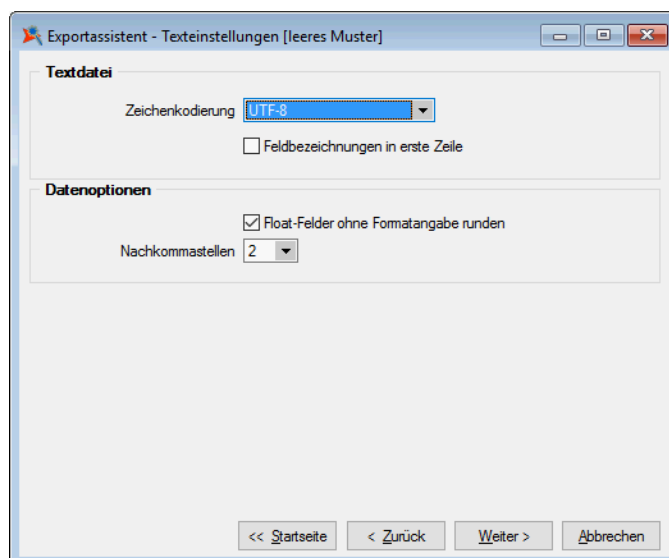 Exportassistent - Texteinstellungen [leeres Muster]
Textdatei
Zeichenkodierung UTF-8
Feldbezeichnungen in erste Zeile
Datenoptionen
Float-Felder ohne Formatangabe runden
Nachkommastellen 2
<< Startseite < Zurück Weiter > Abbrechen